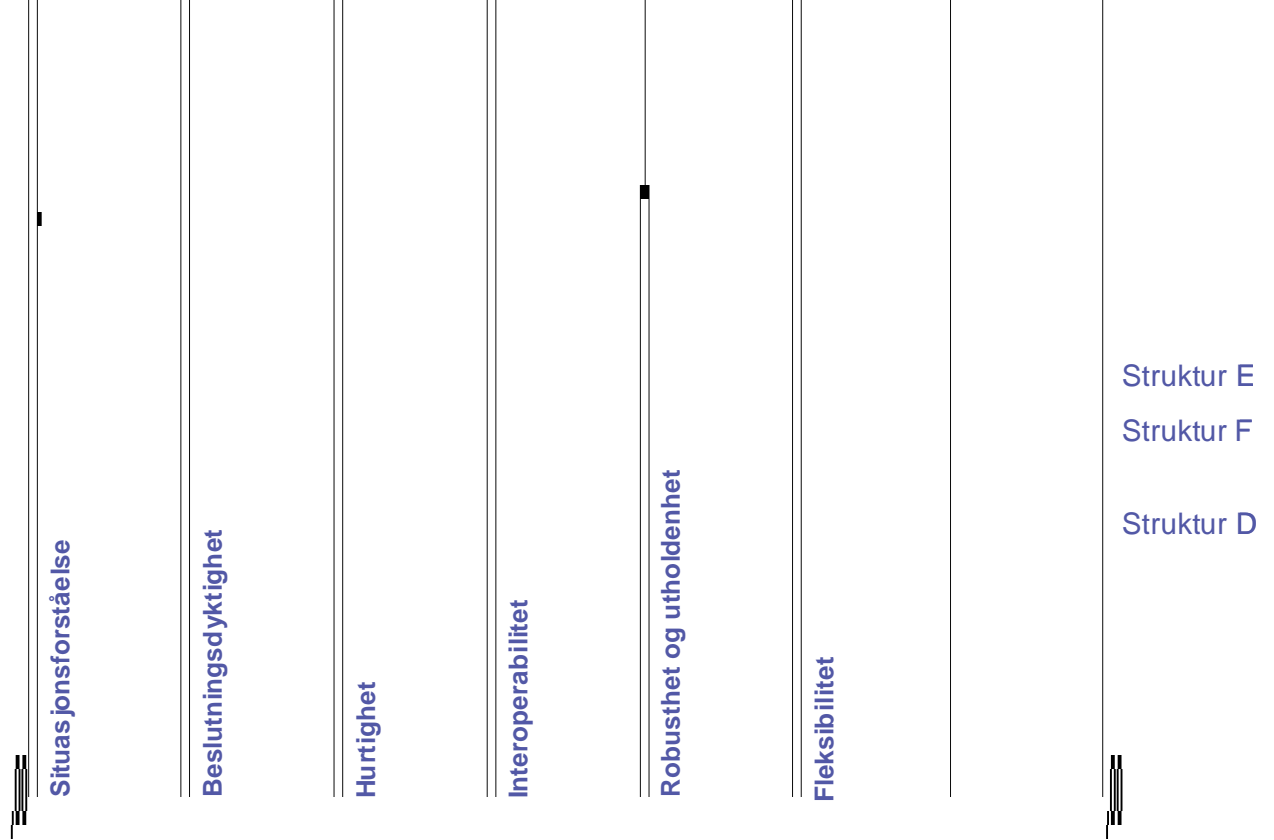 Situasjonsforståelse
Beslutningsdyktighet
Hurtighet
Interoperabilitet
Robusthet og utholdenhet
Fleksibilitet
Struktur E
Struktur F
Struktur D